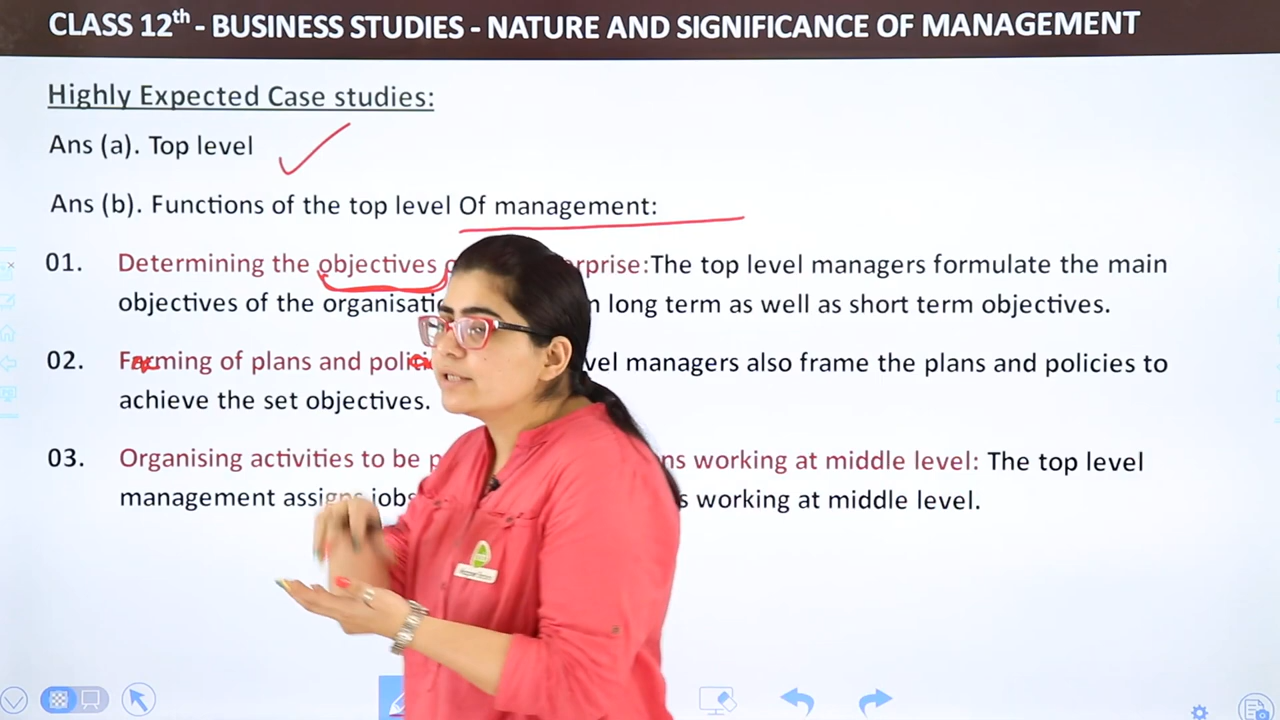 CLASS 12th - BUSINESS STUDIES - NATURE AND SIGNIFICANCE OF MANAGEMENT
Highly Expected Case studies:
Ans (a). Top level
Ans (b). Functions of the top level Of management:
01. Determining the objectives The top level managers formulate the main
objectives of the long term as well as short term objectives.
02. of plans and managers also frame the plans and policies to
achieve the set objectives.
03. Organising activities to be working at middle level: The top level
management assigns jobs working at middle level.